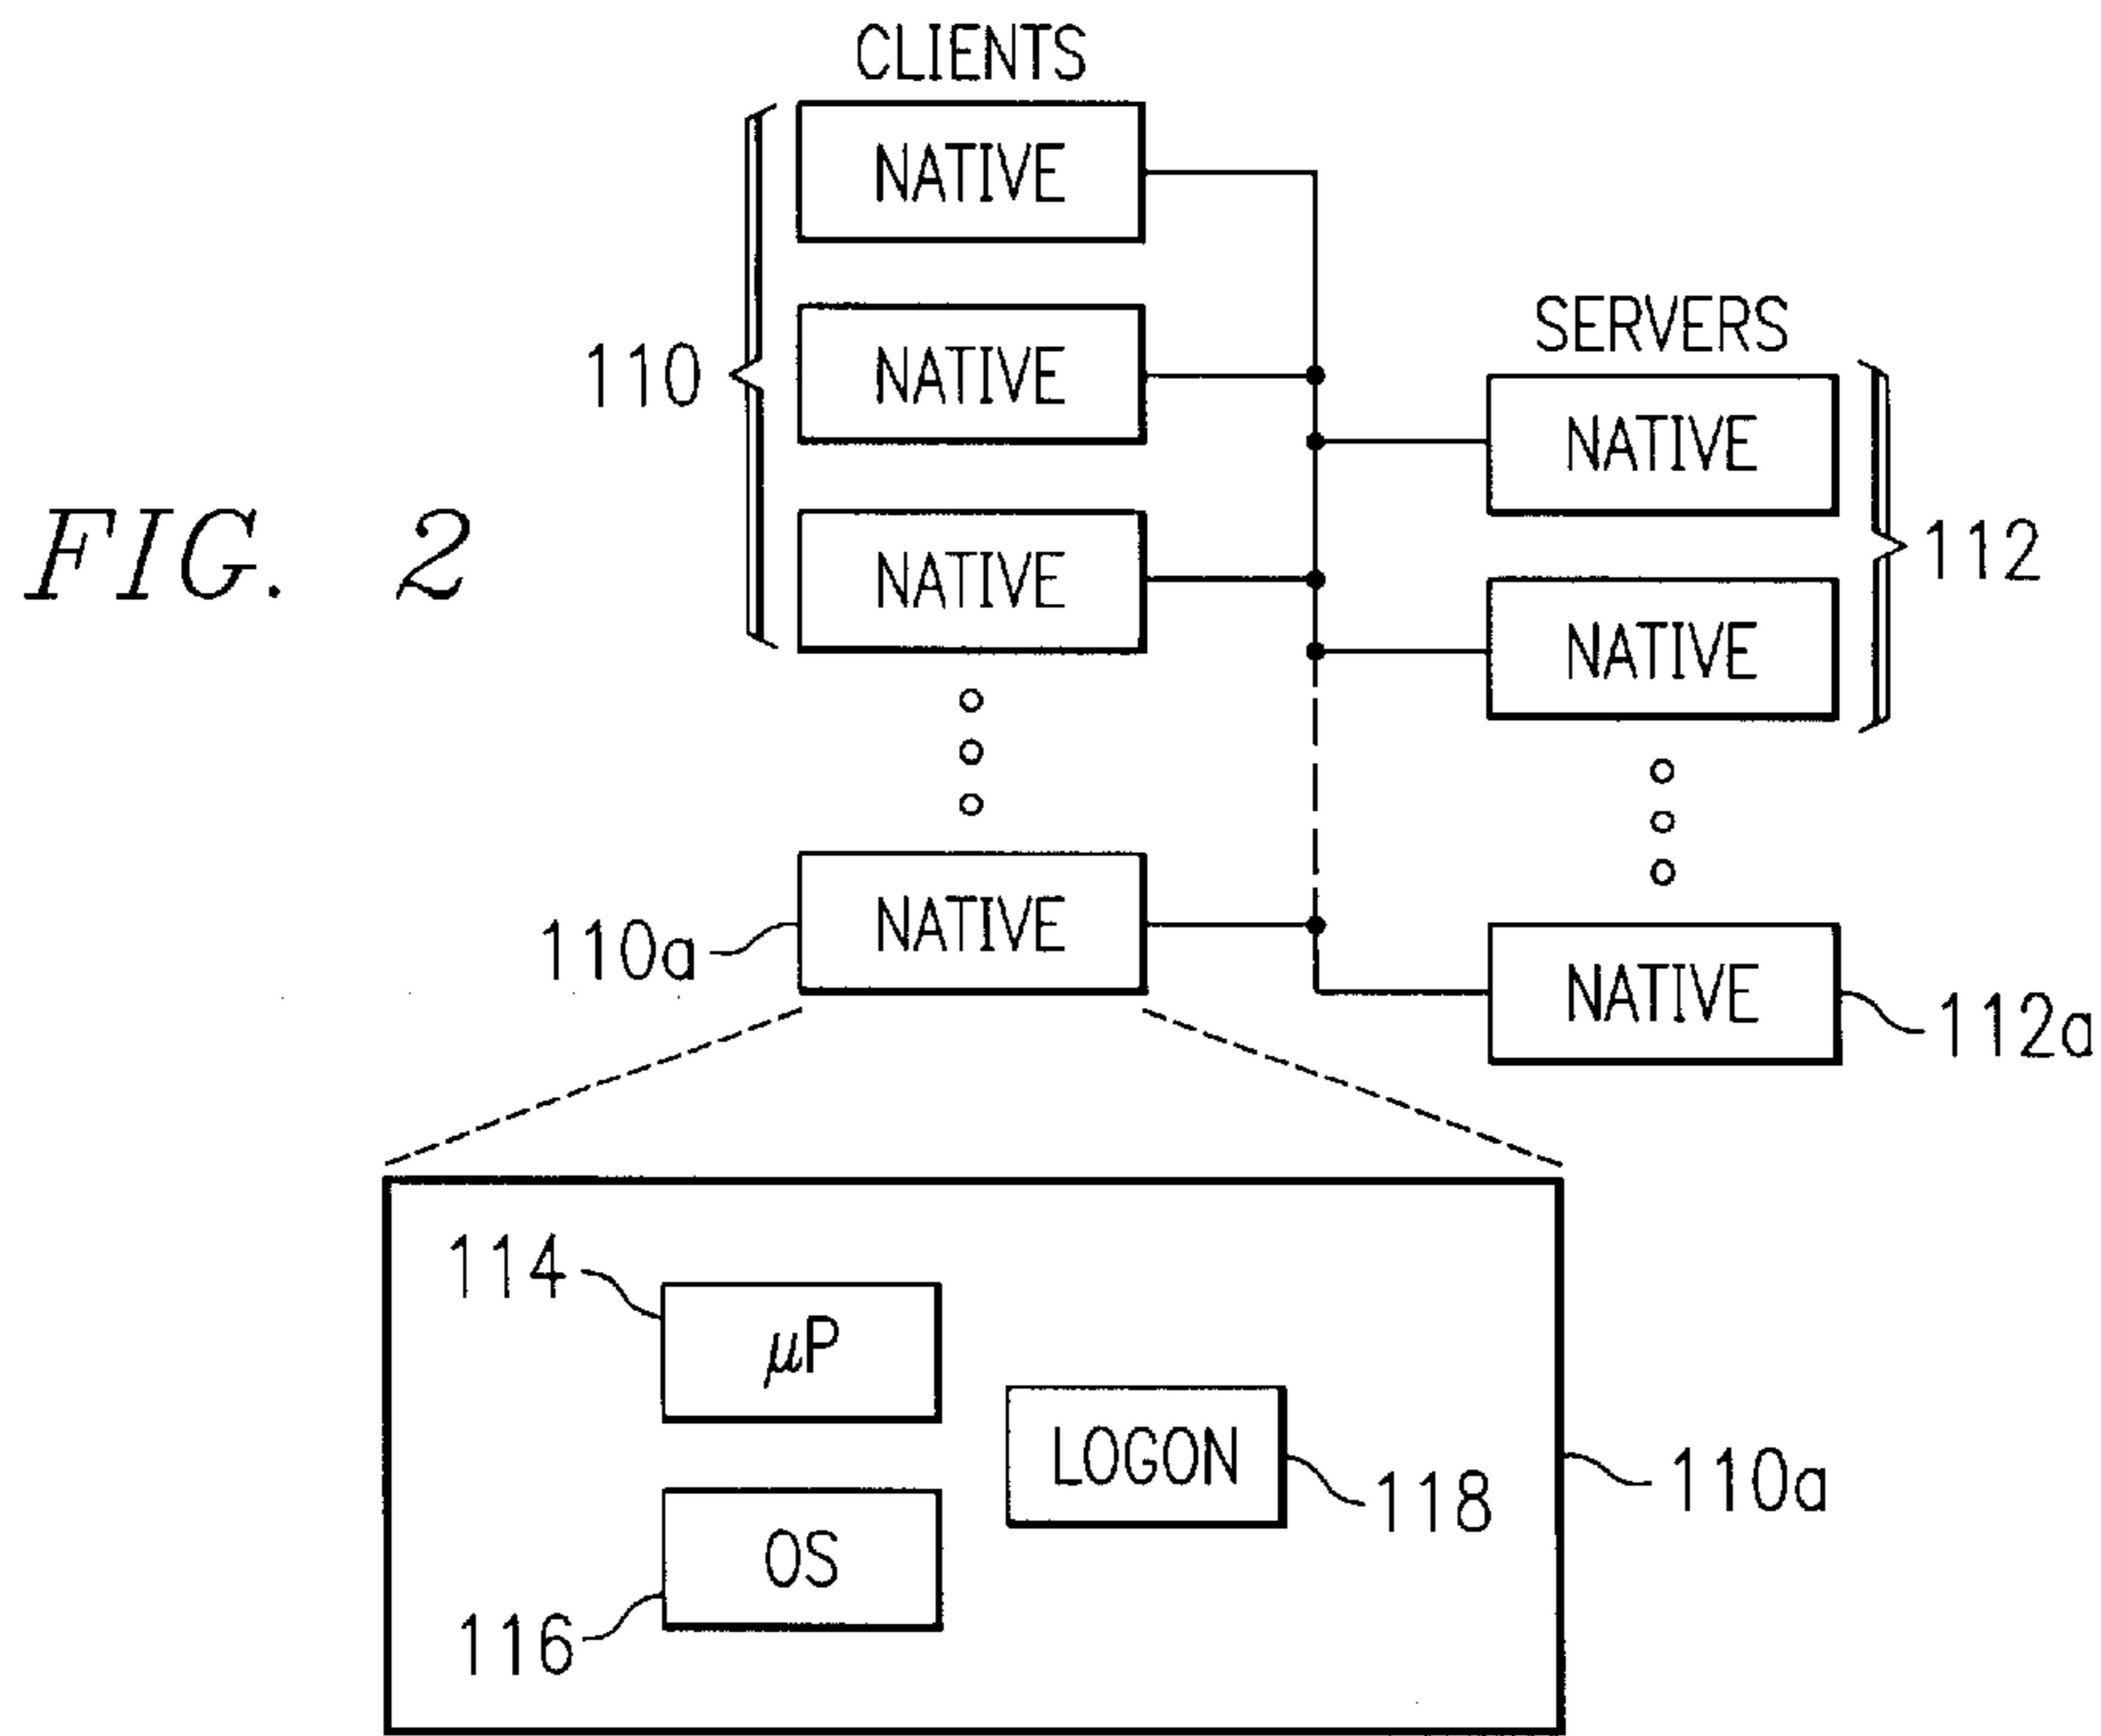 CLIENTS
NATIVE
SERVERS
110
NATIVE
NATIVE
FIG. 2
NATIVE
112
NATIVE
110a
NATIVE
NATIVE
112a
114
μP
LOGON
118
110a
OS
116